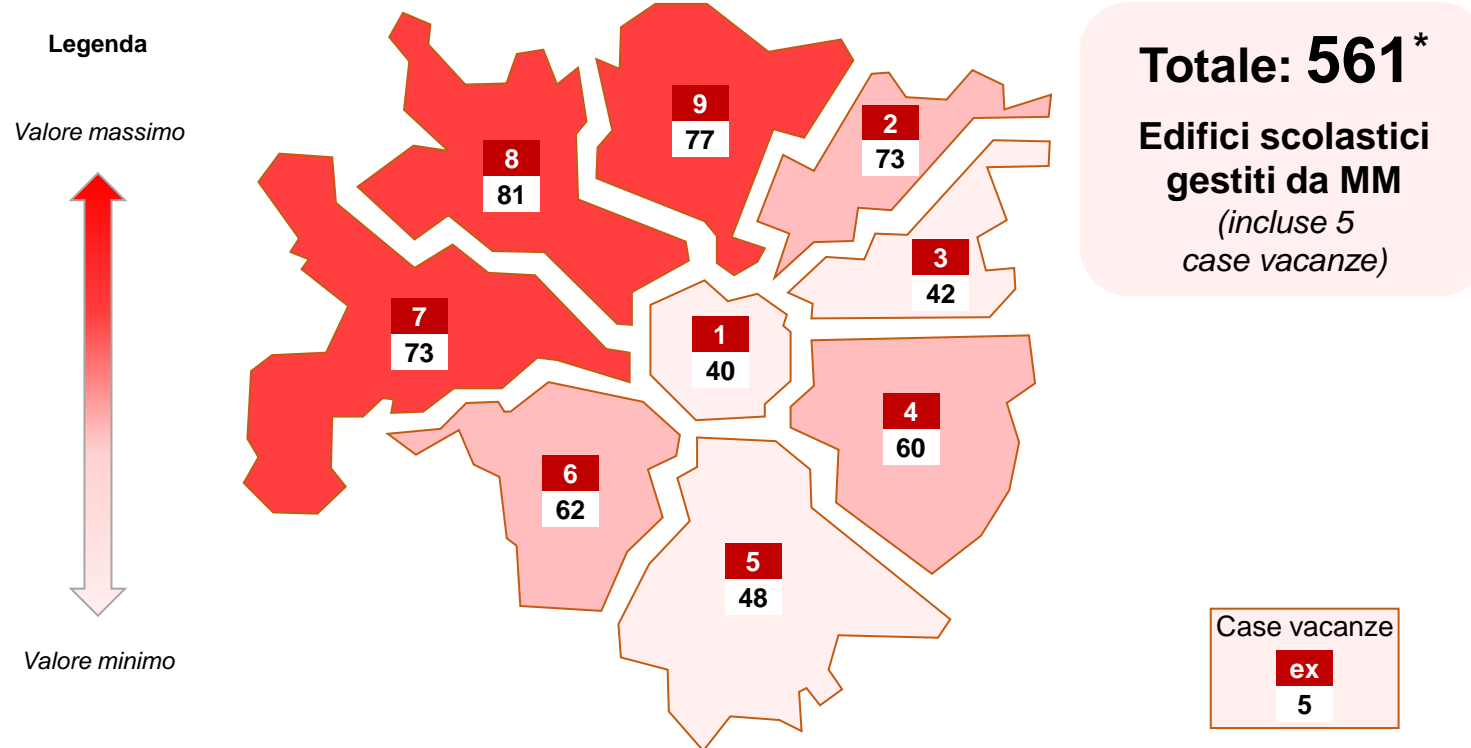 Legenda
Valore massimo
Valore minimo
9
77
2
73
8
81
3
42
7
73
1
40
4
60
6
62
5
48
Totale: 561*
Edifici scolastici
gestiti da MM
(incluse 5
case vacanze)
Case vacanze
ex
5